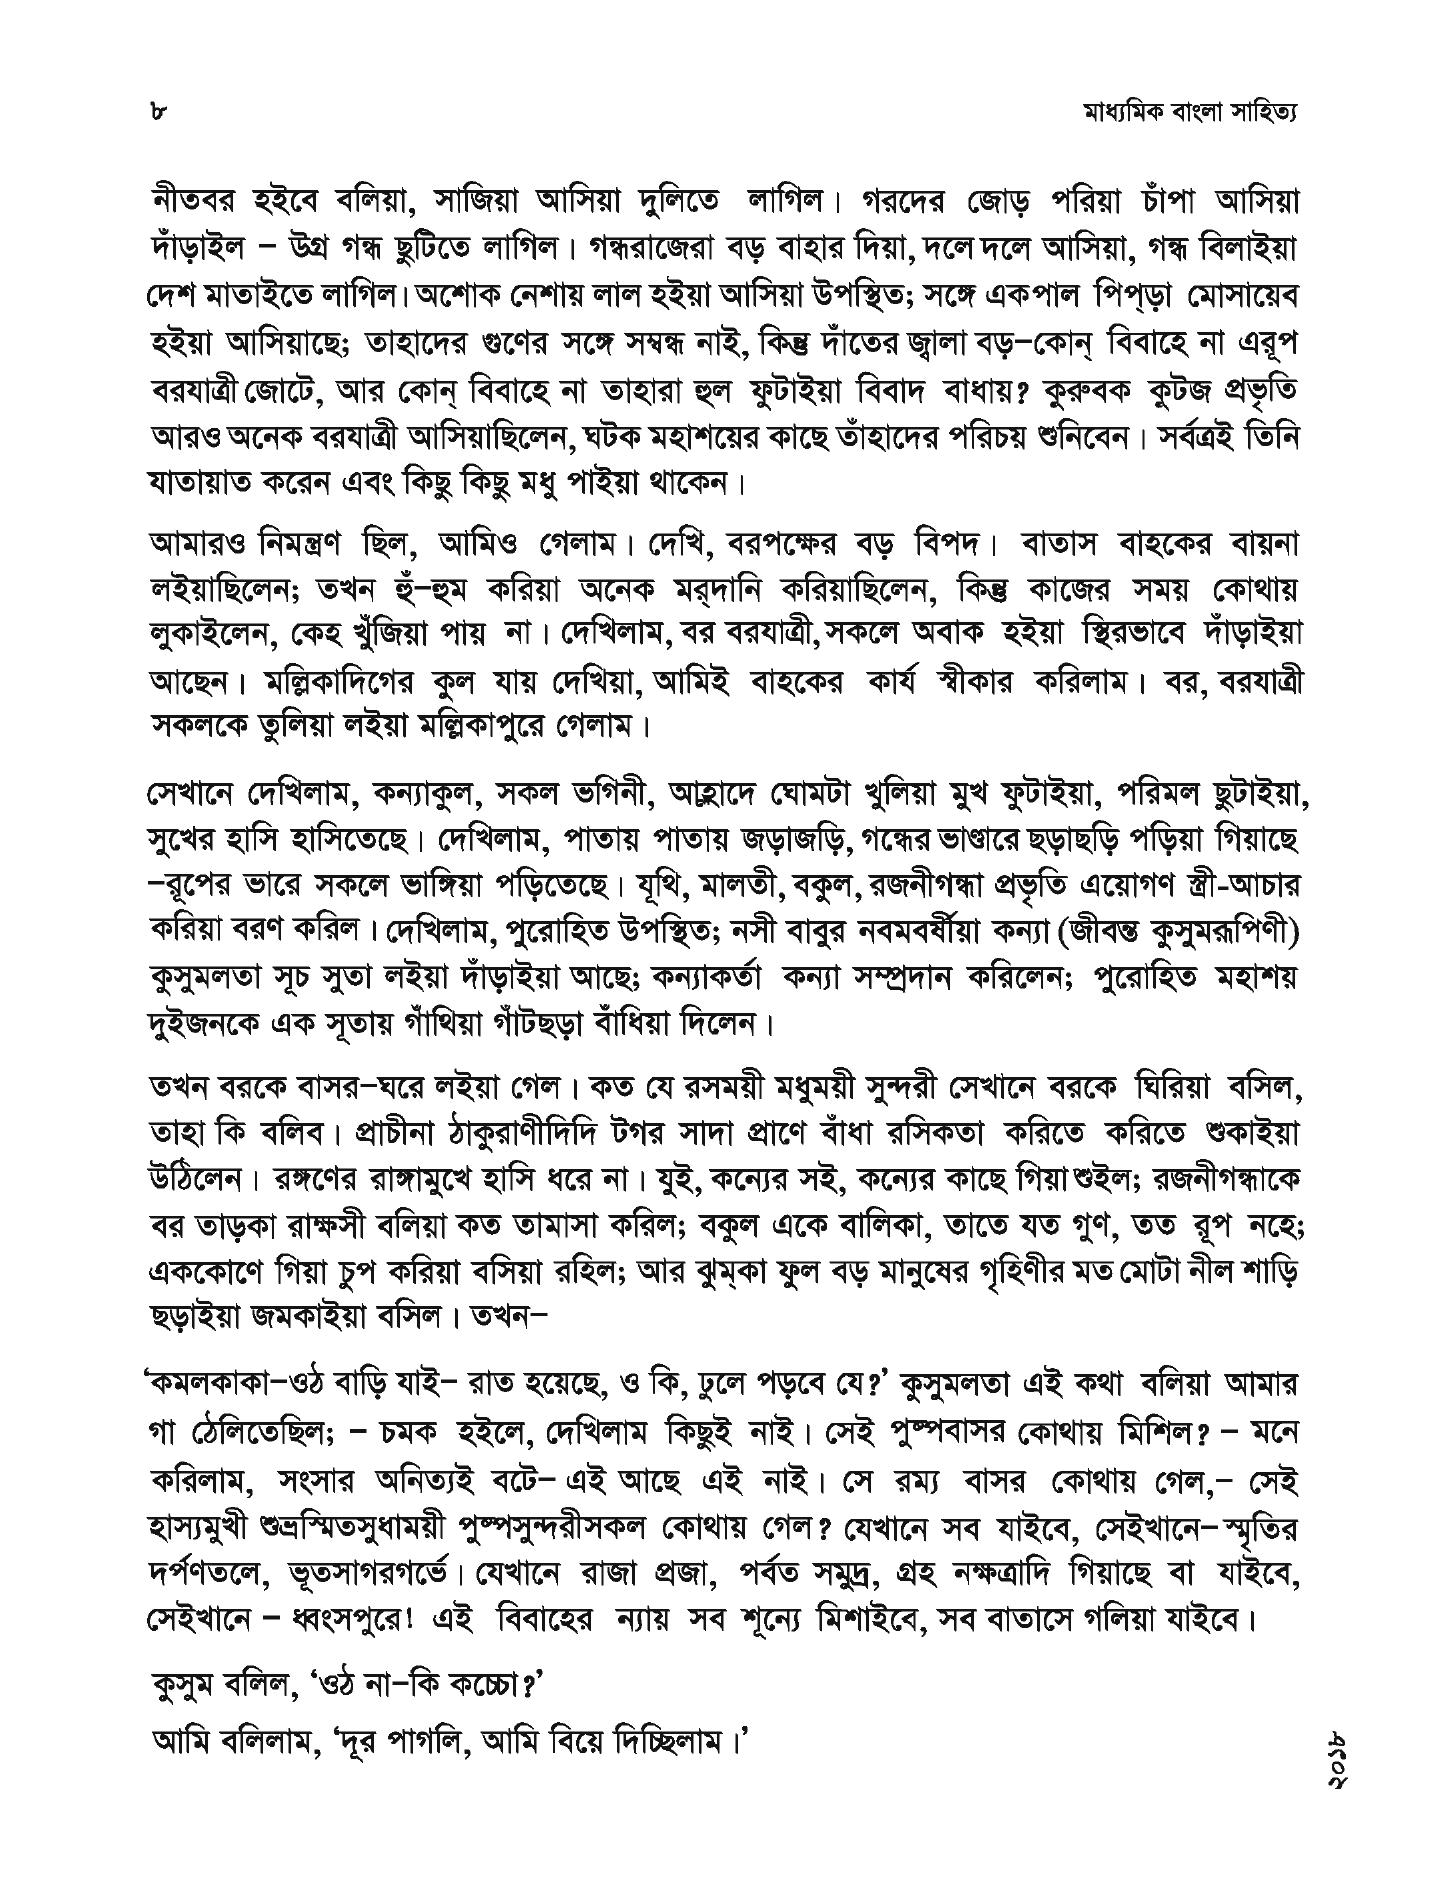 ৮
মাধ্যমিক বাংলা সাহিত্য
নীতবর হইবে বলিয়া, সাজিয়া আসিয়া দুলিতে লাগিল। গরদের জোড় পরিয়া চাঁপা আসিয়া
দাঁড়াইল – উগ্র গন্ধ ছুটিতে লাগিল। গন্ধরাজেরা বড় বাহার দিয়া, দলে দলে আসিয়া, গন্ধ বিলাইয়া
দেশ মাতাইতে লাগিল। অশোক নেশায় লাল হইয়া আসিয়া উপস্থিত; সঙ্গে একপাল পিপ্‌ড়া মোসায়েব
হইয়া আসিয়াছে; তাহাদের গুণের সঙ্গে সম্বন্ধ নাই, কিন্তু দাঁতের জ্বালা বড়–কোন্‌ বিবাহে না এরূপ
বরযাত্রী জোটে, আর কোন্‌ বিবাহে না তাহারা হুল ফুটাইয়া বিবাদ বাধায়? কুরুবক কুটজ প্রভৃতি
আরও অনেক বরযাত্রী আসিয়াছিলেন, ঘটক মহাশয়ের কাছে তাঁহাদের পরিচয় শুনিবেন। সর্বত্রই তিনি
যাতায়াত করেন এবং কিছু কিছু মধু পাইয়া থাকেন।
আমারও নিমন্ত্রণ ছিল, আমিও গেলাম। দেখি, বরপক্ষের বড় বিপদ। বাতাস বাহকের বায়না
লইয়াছিলেন; তখন হুঁ–হুম করিয়া অনেক মর্‌দানি করিয়াছিলেন, কিন্তু কাজের সময় কোথায়
লুকাইলেন, কেহ খুঁজিয়া পায় না। দেখিলাম, বর বরযাত্রী, সকলে অবাক হইয়া স্থিরভাবে দাঁড়াইয়া
আছেন। মল্লিকাদিগের কুল যায় দেখিয়া, আমিই বাহকের কার্য স্বীকার করিলাম। বর, বরযাত্রী
সকলকে তুলিয়া লইয়া মল্লিকাপুরে গেলাম।
সেখানে দেখিলাম, কন্যাকুল, সকল ভগিনী, আহ্লাদে ঘোমটা খুলিয়া মুখ ফুটাইয়া, পরিমল ছুটাইয়া,
সুখের হাসি হাসিতেছে। দেখিলাম, পাতায় পাতায় জড়াজড়ি, গন্ধের ভাণ্ডারে ছড়াছড়ি পড়িয়া গিয়াছে
–রূপের ভারে সকলে ভাঙ্গিয়া পড়িতেছে। যূথি, মালতী, বকুল, রজনীগন্ধা প্রভৃতি এয়োগণ স্ত্রী-আচার
করিয়া বরণ করিল। দেখিলাম, পুরোহিত উপস্থিত; নসী বাবুর নবমবর্ষীয়া কন্যা (জীবন্ত কুসুমরূপিণী)
কুসুমলতা সূচ সুতা লইয়া দাঁড়াইয়া আছে; কন্যাকর্তা কন্যা সম্প্রদান করিলেন; পুরোহিত মহাশয়
দুইজনকে এক সূতায় গাঁথিয়া গাঁটছড়া বাঁধিয়া দিলেন।
তখন বরকে বাসর–ঘরে লইয়া গেল। কত যে রসময়ী মধুময়ী সুন্দরী সেখানে বরকে ঘিরিয়া বসিল,
তাহা কি বলিব। প্রাচীনা ঠাকুরাণীদিদি টগর সাদা প্রাণে বাঁধা রসিকতা করিতে করিতে শুকাইয়া
উঠিলেন। রঙ্গণের রাঙ্গামুখে হাসি ধরে না। যুই, কন্যের সই, কন্যের কাছে গিয়া শুইল; রজনীগন্ধাকে
বর তাড়কা রাক্ষসী বলিয়া কত তামাসা করিল; বকুল একে বালিকা, তাতে যত গুণ, তত রূপ নহে;
এককোণে গিয়া চুপ করিয়া বসিয়া রহিল; আর ঝুম্‌কা ফুল বড় মানুষের গৃহিণীর মত মোটা নীল শাড়ি
ছড়াইয়া জমকাইয়া বসিল। তখন–
‘কমলকাকা–ওঠ বাড়ি যাই– রাত হয়েছে, ও কি, ঢুলে পড়বে যে?’ কুসুমলতা এই কথা বলিয়া আমার
গা ঠেলিতেছিল; – চমক হইলে, দেখিলাম কিছুই নাই। সেই পুষ্পবাসর কোথায় মিশিল? – মনে
করিলাম, সংসার অনিত্যই বটে– এই আছে এই নাই। সে রম্য বাসর কোথায় গেল,– সেই
হাস্যমুখী শুভ্রস্মিতসুধাময়ী পুষ্পসুন্দরীসকল কোথায় গেল? যেখানে সব যাইবে, সেইখানে– স্মৃতির
দর্পণতলে, ভূতসাগরগর্ভে। যেখানে রাজা প্রজা, পর্বত সমুদ্র, গ্রহ নক্ষত্রাদি গিয়াছে বা যাইবে,
সেইখানে – ধ্বংসপুরে! এই বিবাহের ন্যায় সব শূন্যে মিশাইবে, সব বাতাসে গলিয়া যাইবে।
কুসুম বলিল, ‘ওঠ না–কি কচ্চো?’
আমি বলিলাম, ‘দূর পাগলি, আমি বিয়ে দিচ্ছিলাম।’
২০১৮